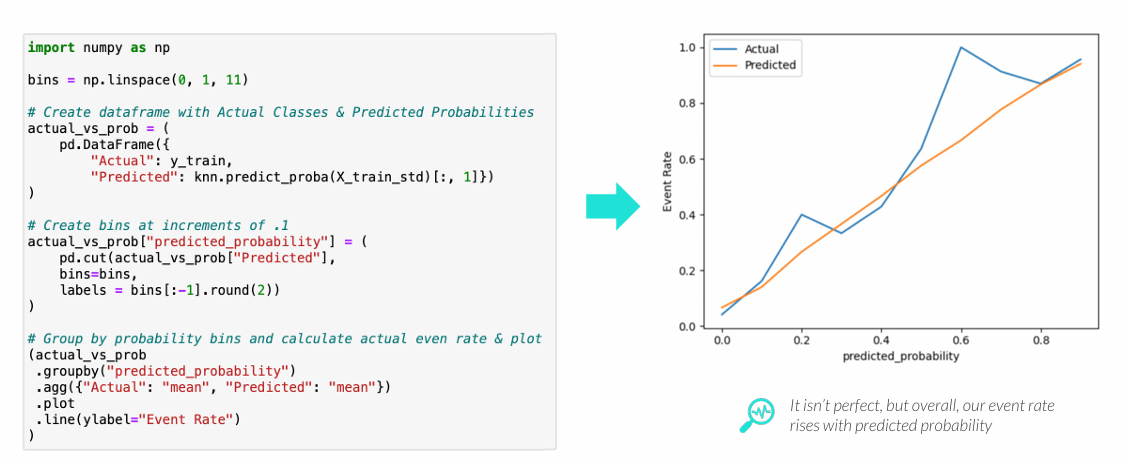 import numpy as np
bins = np.linspace(0, 1, 11)
# Create dataframe with Actual Classes & Predicted Probabilities
actual_vs_prob = (
    pd.DataFrame({
        "Actual": y_train,
        "Predicted": knn.predict_proba(X_train_std)[:, 1]})
)
# Create bins at increments of .1
actual_vs_prob["predicted_probability"] = (
    pd.cut(actual_vs_prob["Predicted"],
    bins=bins,
    labels = bins[:-1].round(2))
)
# Group by probability bins and calculate actual even rate & plot
(actual_vs_prob
 .groupby("predicted_probability")
 .agg({"Actual": "mean", "Predicted": "mean"})
 .plot
 .line(ylabel="Event Rate")
)
Actual
Predicted
1.0
0.8
0.6
0.4
0.2
0.0
Event Rate
0.0 0.2 0.4 0.6 0.8
predicted_probability
It isn't perfect, but overall, our event rate
rises with predicted probability